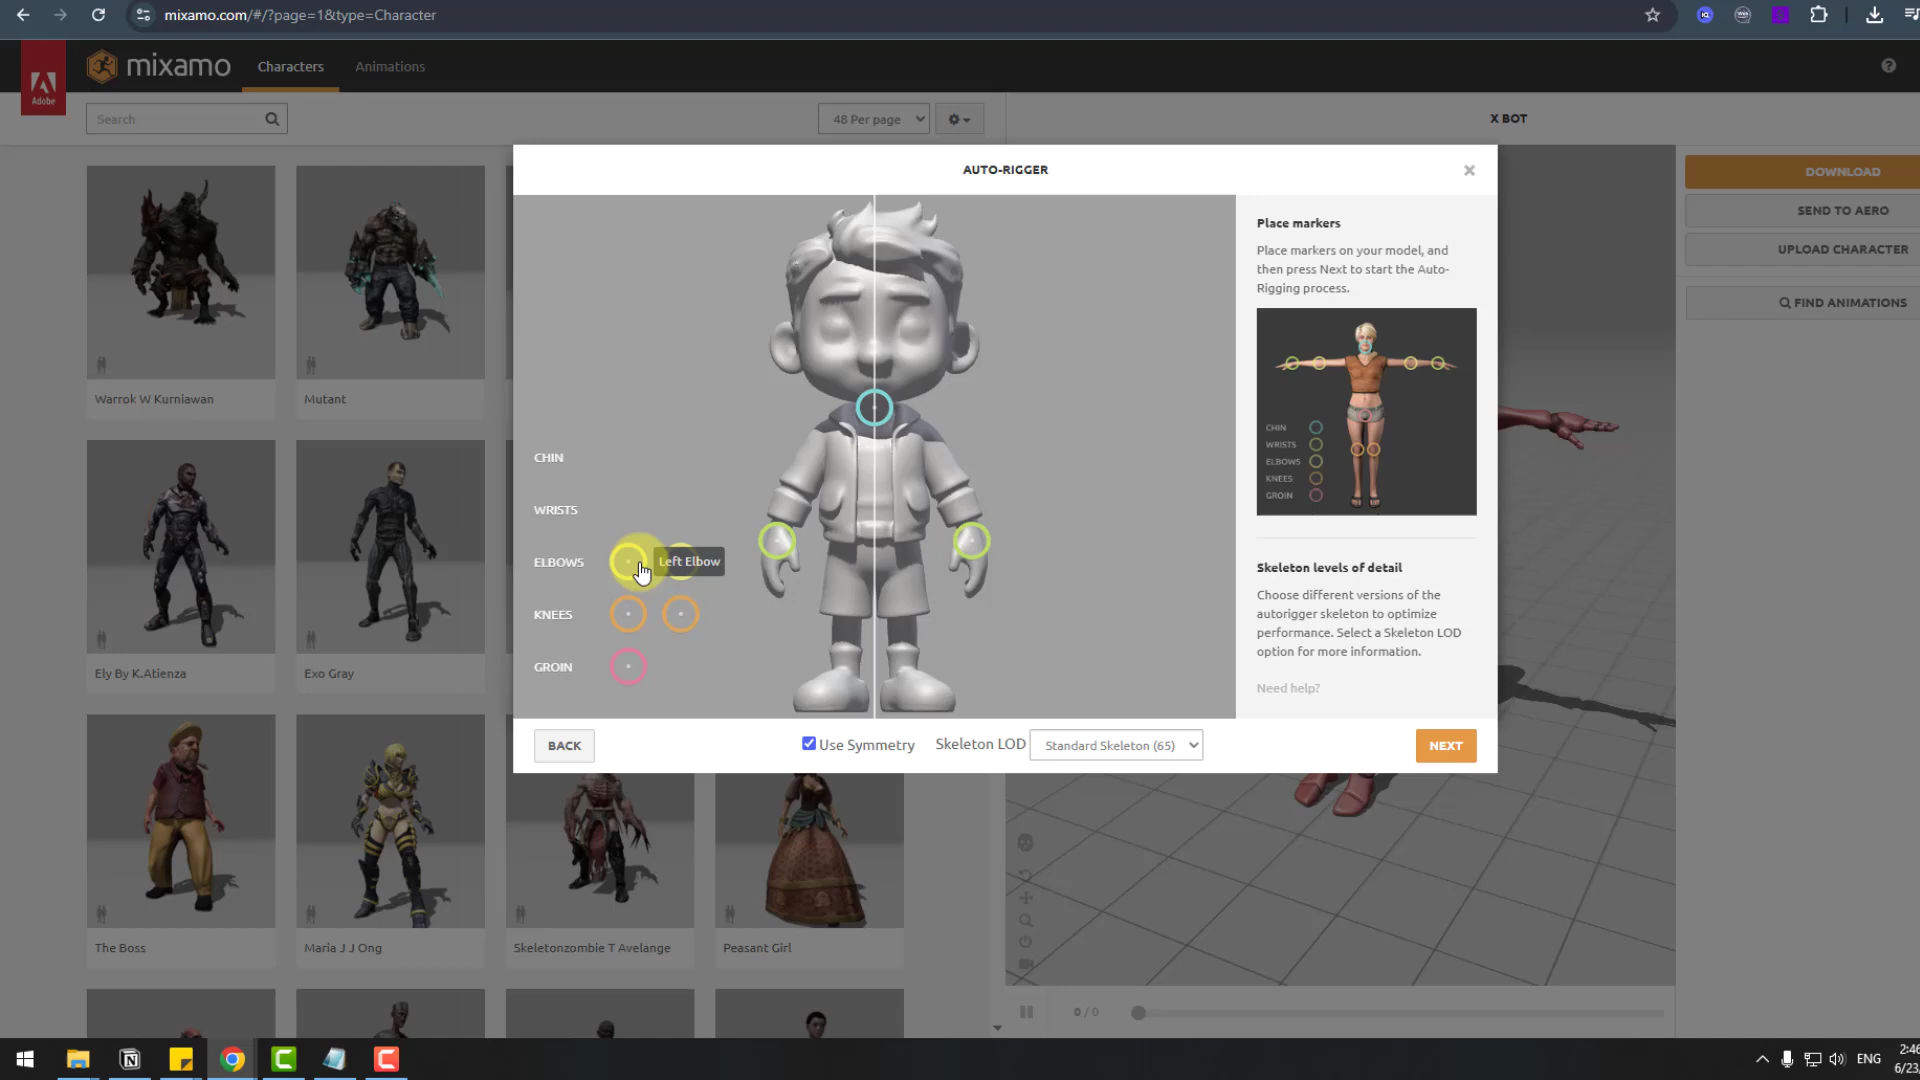 mixamo.com/#/?page=1&type=Character
Adobe
mixamo
Characters
Animations
Search
48 Per page
X BOT
DOWNLOAD
SEND TO AERO
UPLOAD CHARACTER
FIND ANIMATIONS
AUTO-RIGGER
CHIN
WRISTS
ELBOWS
Left Elbow
KNEES
GROIN
Place markers
Place markers on your model, and
then press Next to start the Auto-
Rigging process.
CHIN
WRISTS
ELBOWS
KNEES
GROIN
Skeleton levels of detail
Choose different versions of the
autorigger skeleton to optimize
performance. Select a Skeleton LOD
option for more information.
Need help?
BACK
Use Symmetry
Skeleton LOD
Standard Skeleton (65)
NEXT
Warrok W Kurniawan
Mutant
Ely By K.Atienza
Exo Gray
The Boss
Maria J J Ong
Skeletonzombie T Avelange
Peasant Girl
0 / 0
ENG
2:46
6/23